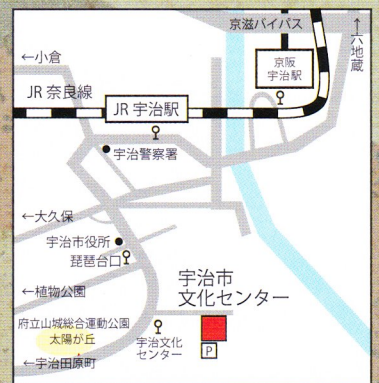 京滋バイパス
↑六地蔵
←小倉
京阪
宇治駅
JR 奈良線
JR 宇治駅
宇治警察署
←大久保
宇治市役所
琵琶台口
宇治市
文化センター
←植物公園
府立山城総合運動公園
太陽が丘
宇治文化
センター
P
←宇治田原町